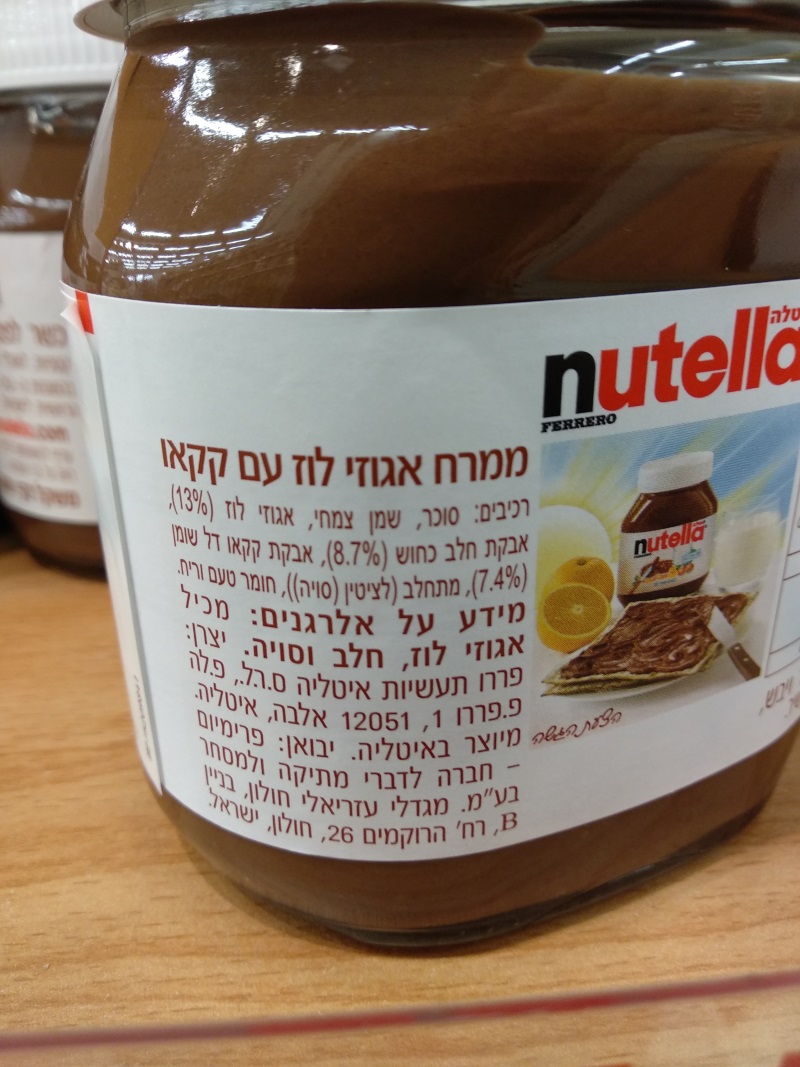 טלה
nutella
FERRERO
ממרח אגוזי לוז עם קקאו
רכיבים: סוכר, שמן צמחי, אגוזי לוז (13%),
אבקת חלב כחוש (8.7%), אבקת קקאו דל שומן
(7.4%), מתחלב (לציטין (סויה)), חומר טעם וריח.
מידע על אלרגנים: מכיל
אגוזי לוז, חלב וסויה. יצרן:
פררו תעשיות איטליה ס.ר.ל., פ.לה
פ.פררו 1, 12051 אלבה, איטליה.
מיוצר באיטליה. יבואן: פרימיום
– חברה לדברי מתיקה ולמסחר
בע"מ. מגדלי עזריאלי חולון, בניין
B, רח' הרוקמים 26, חולון, ישראל.
nutella
הצעת הגשה
ויבש,